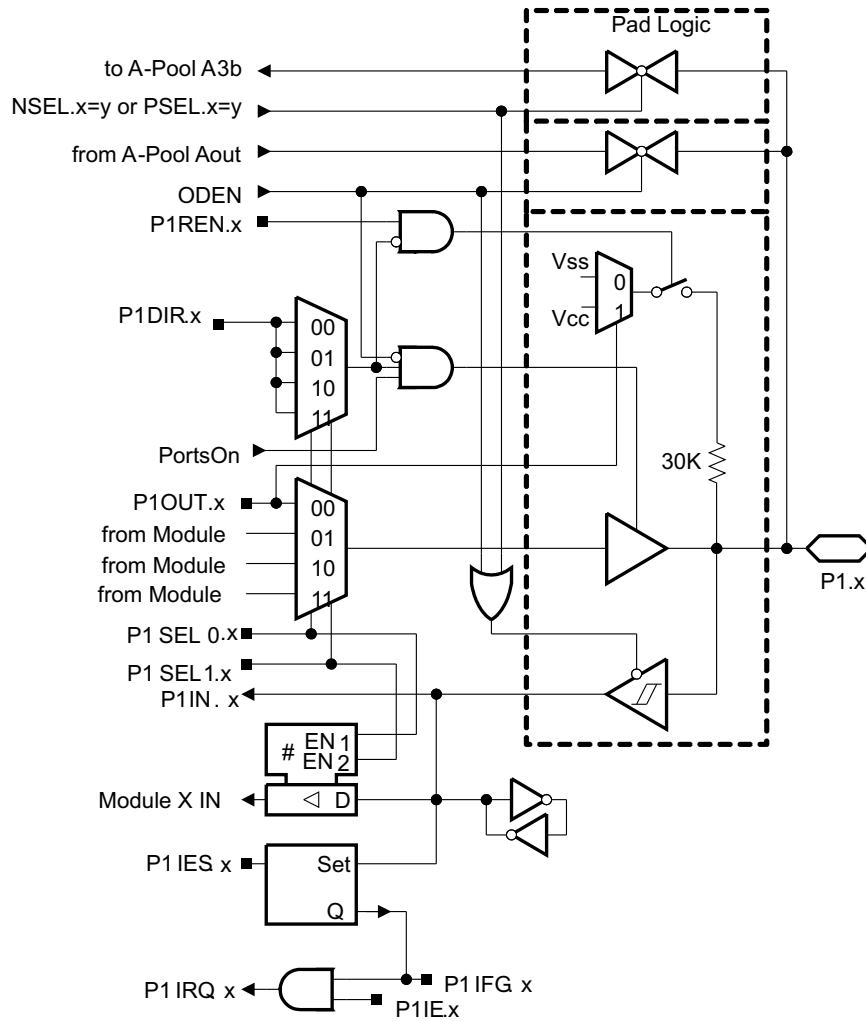 Pad Logic
to A-Pool A3b
NSEL.x=y or PSEL.x=y
from A-Pool Aout
ODEN
P1REN.x
Vss
0
1
Vcc
P1DIR.x
00
01
10
11
PortsOn
30K
P1OUT.x
00
from Module
01
from Module
10
from Module
11
P1.x
P1 SEL 0.x
P1 SEL1.x
P1IN. x
# EN 1
EN 2
Module X IN
D
P1 IES. x
Set
Q
P1 IRQ. x
P1 IFG. x
P1IE.x